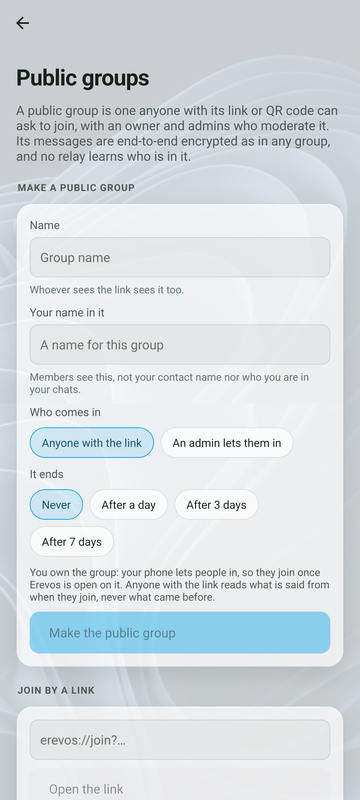 Public groups
A public group is one anyone with its link or QR code can
ask to join, with an owner and admins who moderate it.
Its messages are end-to-end encrypted as in any group,
and no relay learns who is in it.
MAKE A PUBLIC GROUP
Name
Group name
Whoever sees the link sees it too.
Your name in it
A name for this group
Members see this, not your contact name nor who you are in
your chats.
Who comes in
Anyone with the link
An admin lets them in
It ends
Never
After a day
After 3 days
After 7 days
You own the group: your phone lets people in, so they join once
Erevos is open on it. Anyone with the link reads what is said from
when they join, never what came before.
Make the public group
JOIN BY A LINK
erevos://join?...
Open the link